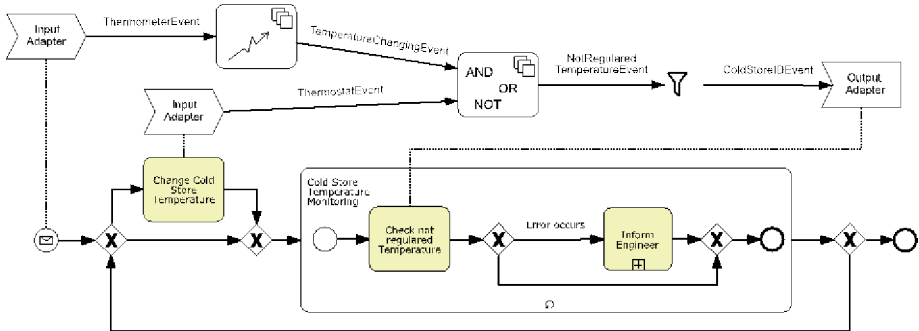 Input
Adapter
ThermometerEvent
TemperatureChangingEvent
AND
OR
NOT
NotRegulared
TemperatureEvent
ColdStoreIDEvent
Output
Adapter
Input
Adapter
ThermostatEvent
Change Cold
Store
Temperature
Cold Store
Temperature
Monitoring
Check not
regulared
Temperature
Error occurs
Inform
Engineer
X
X
X
X
X